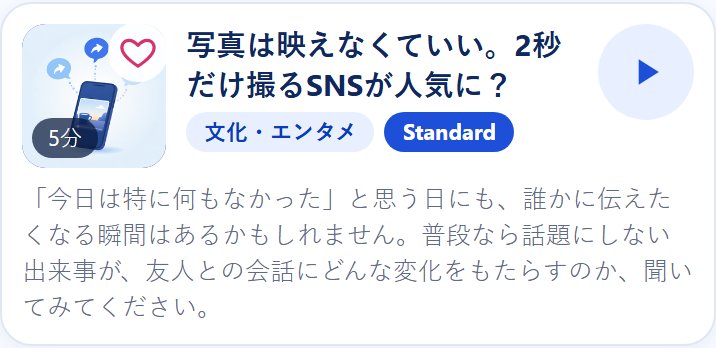 写真は映えなくていい。2秒
だけ撮るSNSが人気に？
5分
文化・エンタメ
Standard
「今日は特に何もなかった」と思う日にも、誰かに伝えた
くなる瞬間はあるかもしれません。普段なら話題にしない
出来事が、友人との会話にどんな変化をもたらすのか、聞い
てみてください。